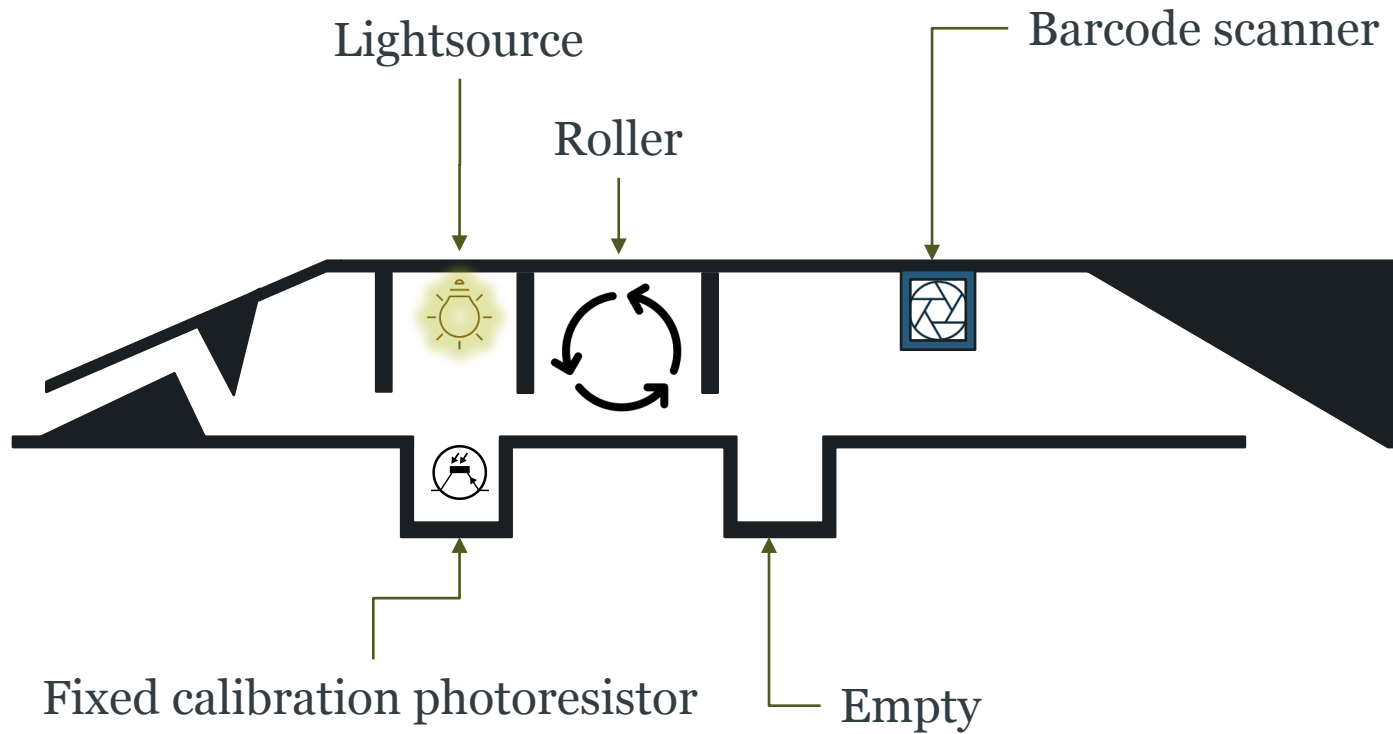 Lightsource
Barcode scanner
Roller
Fixed calibration photoresistor
Empty